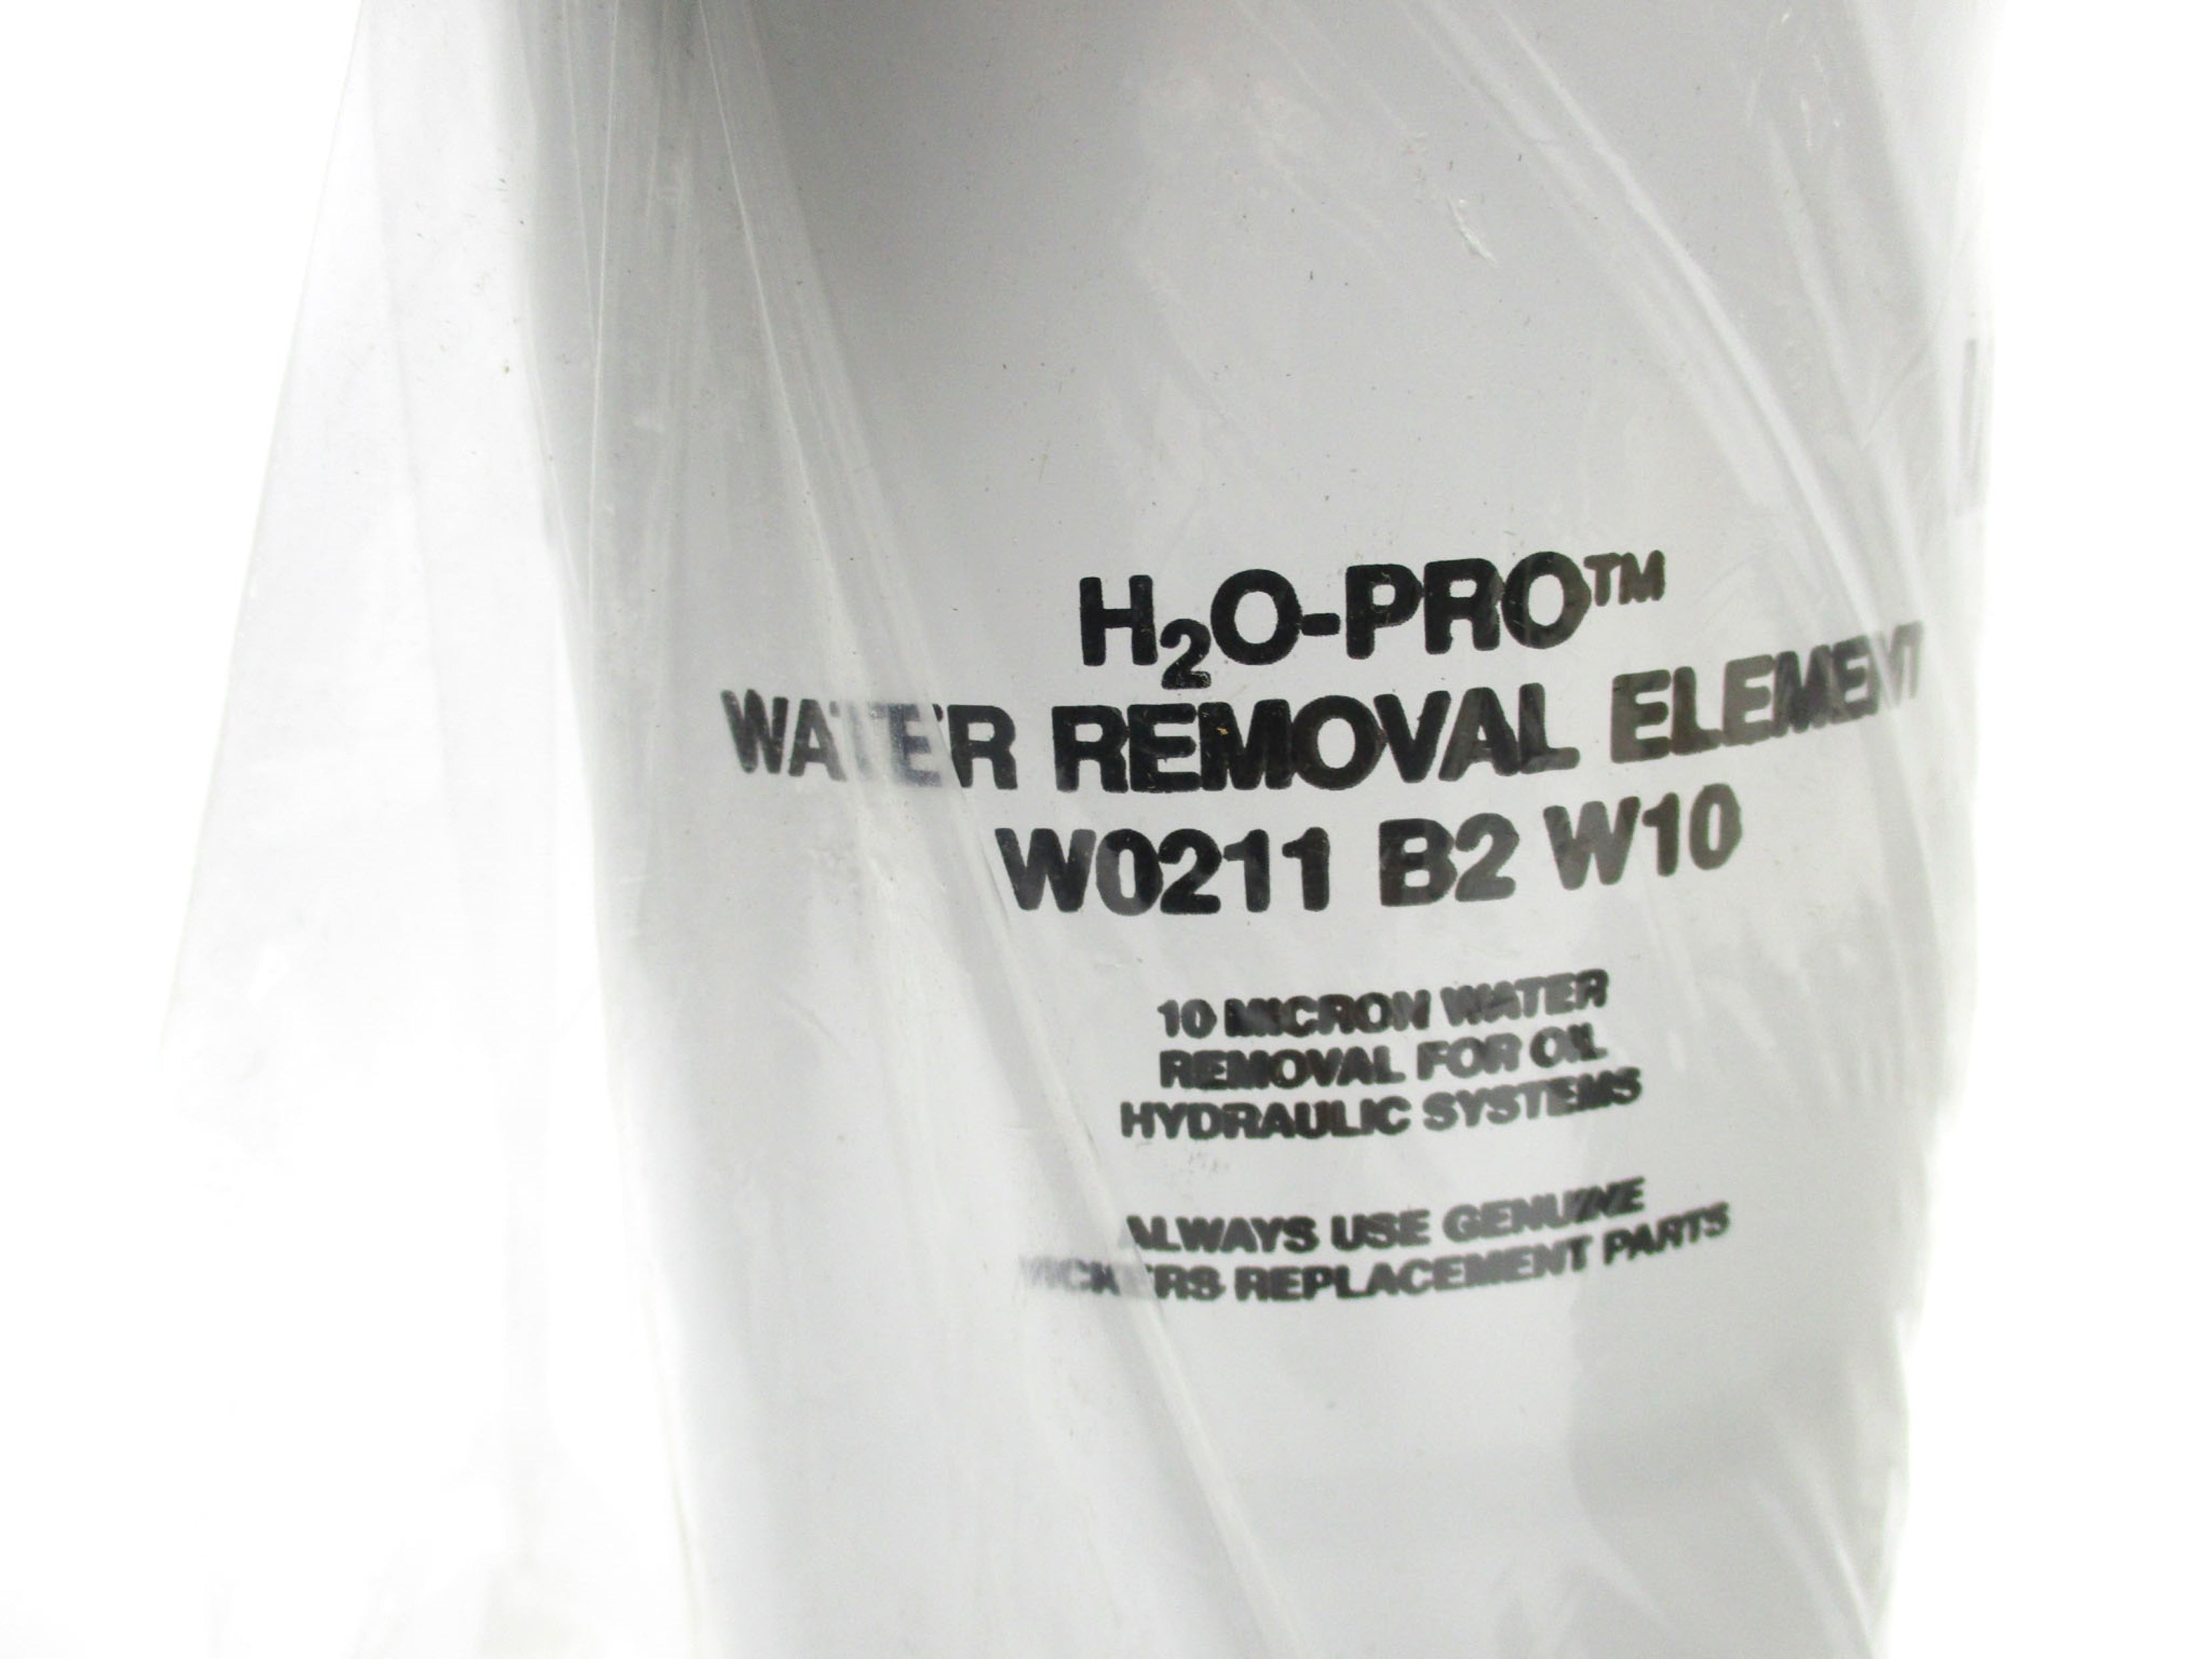 H₂O-PRO™
WATER REMOVAL ELEMENT
W0211 B2 W10
10 MICRON WATER
REMOVAL FOR OIL
HYDRAULIC SYSTEMS
ALWAYS USE GENUINE
VICKERS REPLACEMENT PARTS